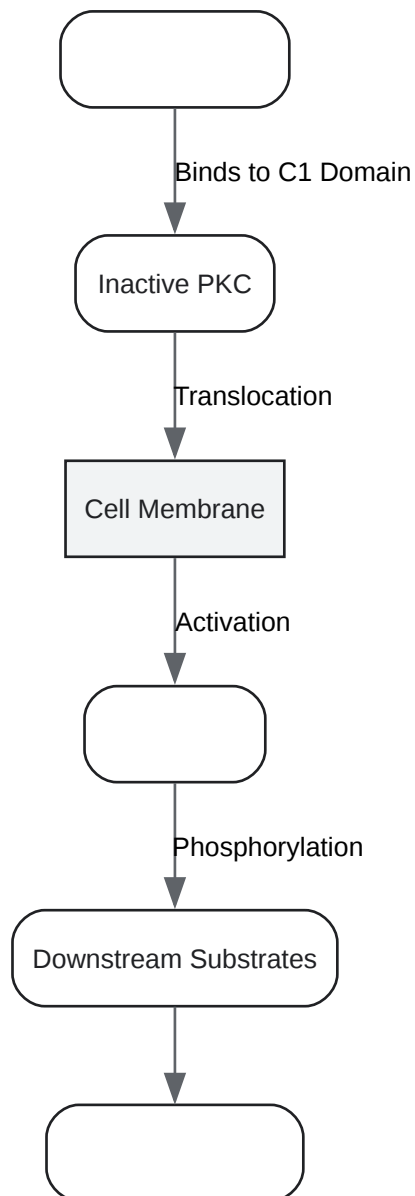 Binds to C1 Domain
Inactive PKC
Translocation
Cell Membrane
Activation
Phosphorylation
Downstream Substrates